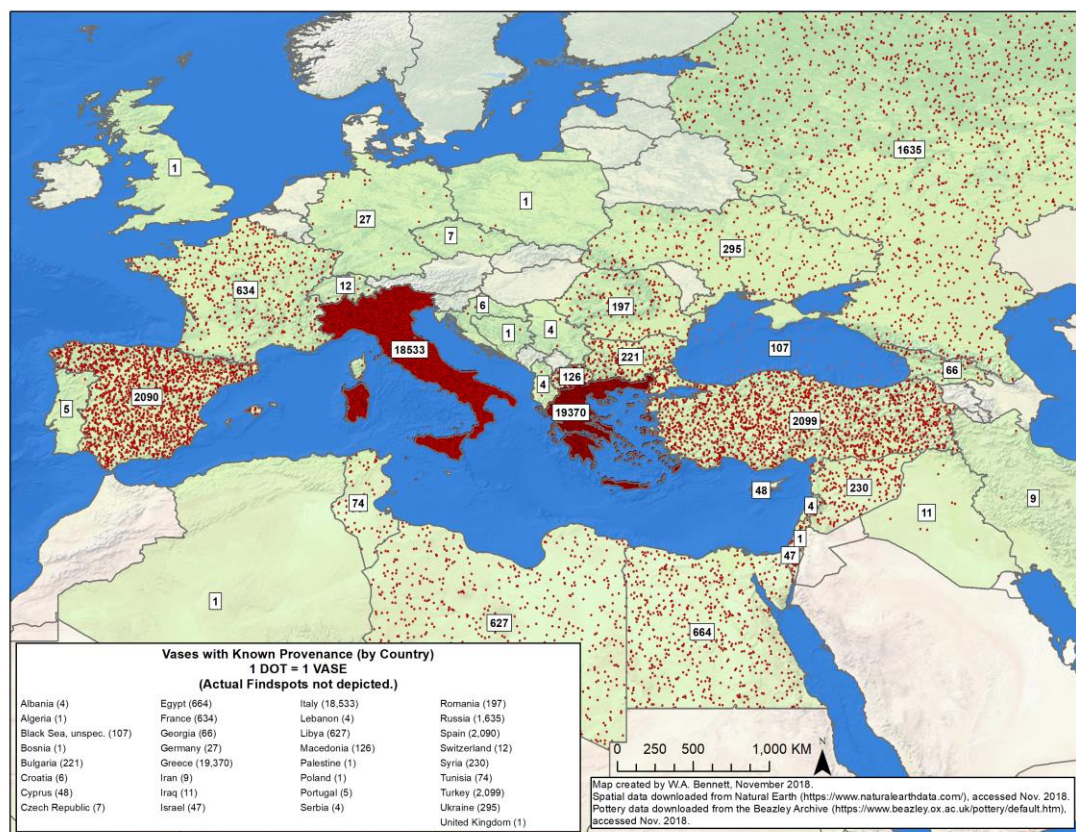 1
1635
27
1
7
295
634
12
6
197
1
4
107
18533
221
126
66
4
2090
5
19370
2099
48
230
74
4
11
9
1
47
1
627
664
Vases with Known Provenance (by Country)
1 DOT = 1 VASE
(Actual Findspots not depicted.)
Albania (4)
Algeria (1)
Black Sea, unspec. (107)
Bosnia (1)
Bulgaria (221)
Croatia (6)
Cyprus (48)
Czech Republic (7)
Egypt (664)
France (634)
Georgia (66)
Germany (27)
Greece (19,370)
Iran (9)
Iraq (11)
Israel (47)
Italy (18,533)
Lebanon (4)
Libya (627)
Macedonia (126)
Palestine (1)
Poland (1)
Portugal (5)
Serbia (4)
Romania (197)
Russia (1,635)
Spain (2,090)
Switzerland (12)
Syria (230)
Tunisia (74)
Turkey (2,099)
Ukraine (295)
United Kingdom (1)
0 250 500 1,000 KM
N
Map created by W.A. Bennett, November 2018.
Spatial data downloaded from Natural Earth (https://www.naturalearthdata.com/), accessed Nov. 2018.
Pottery data downloaded from the Beazley Archive (https://www.beazley.ox.ac.uk/pottery/default.htm),
accessed Nov. 2018.